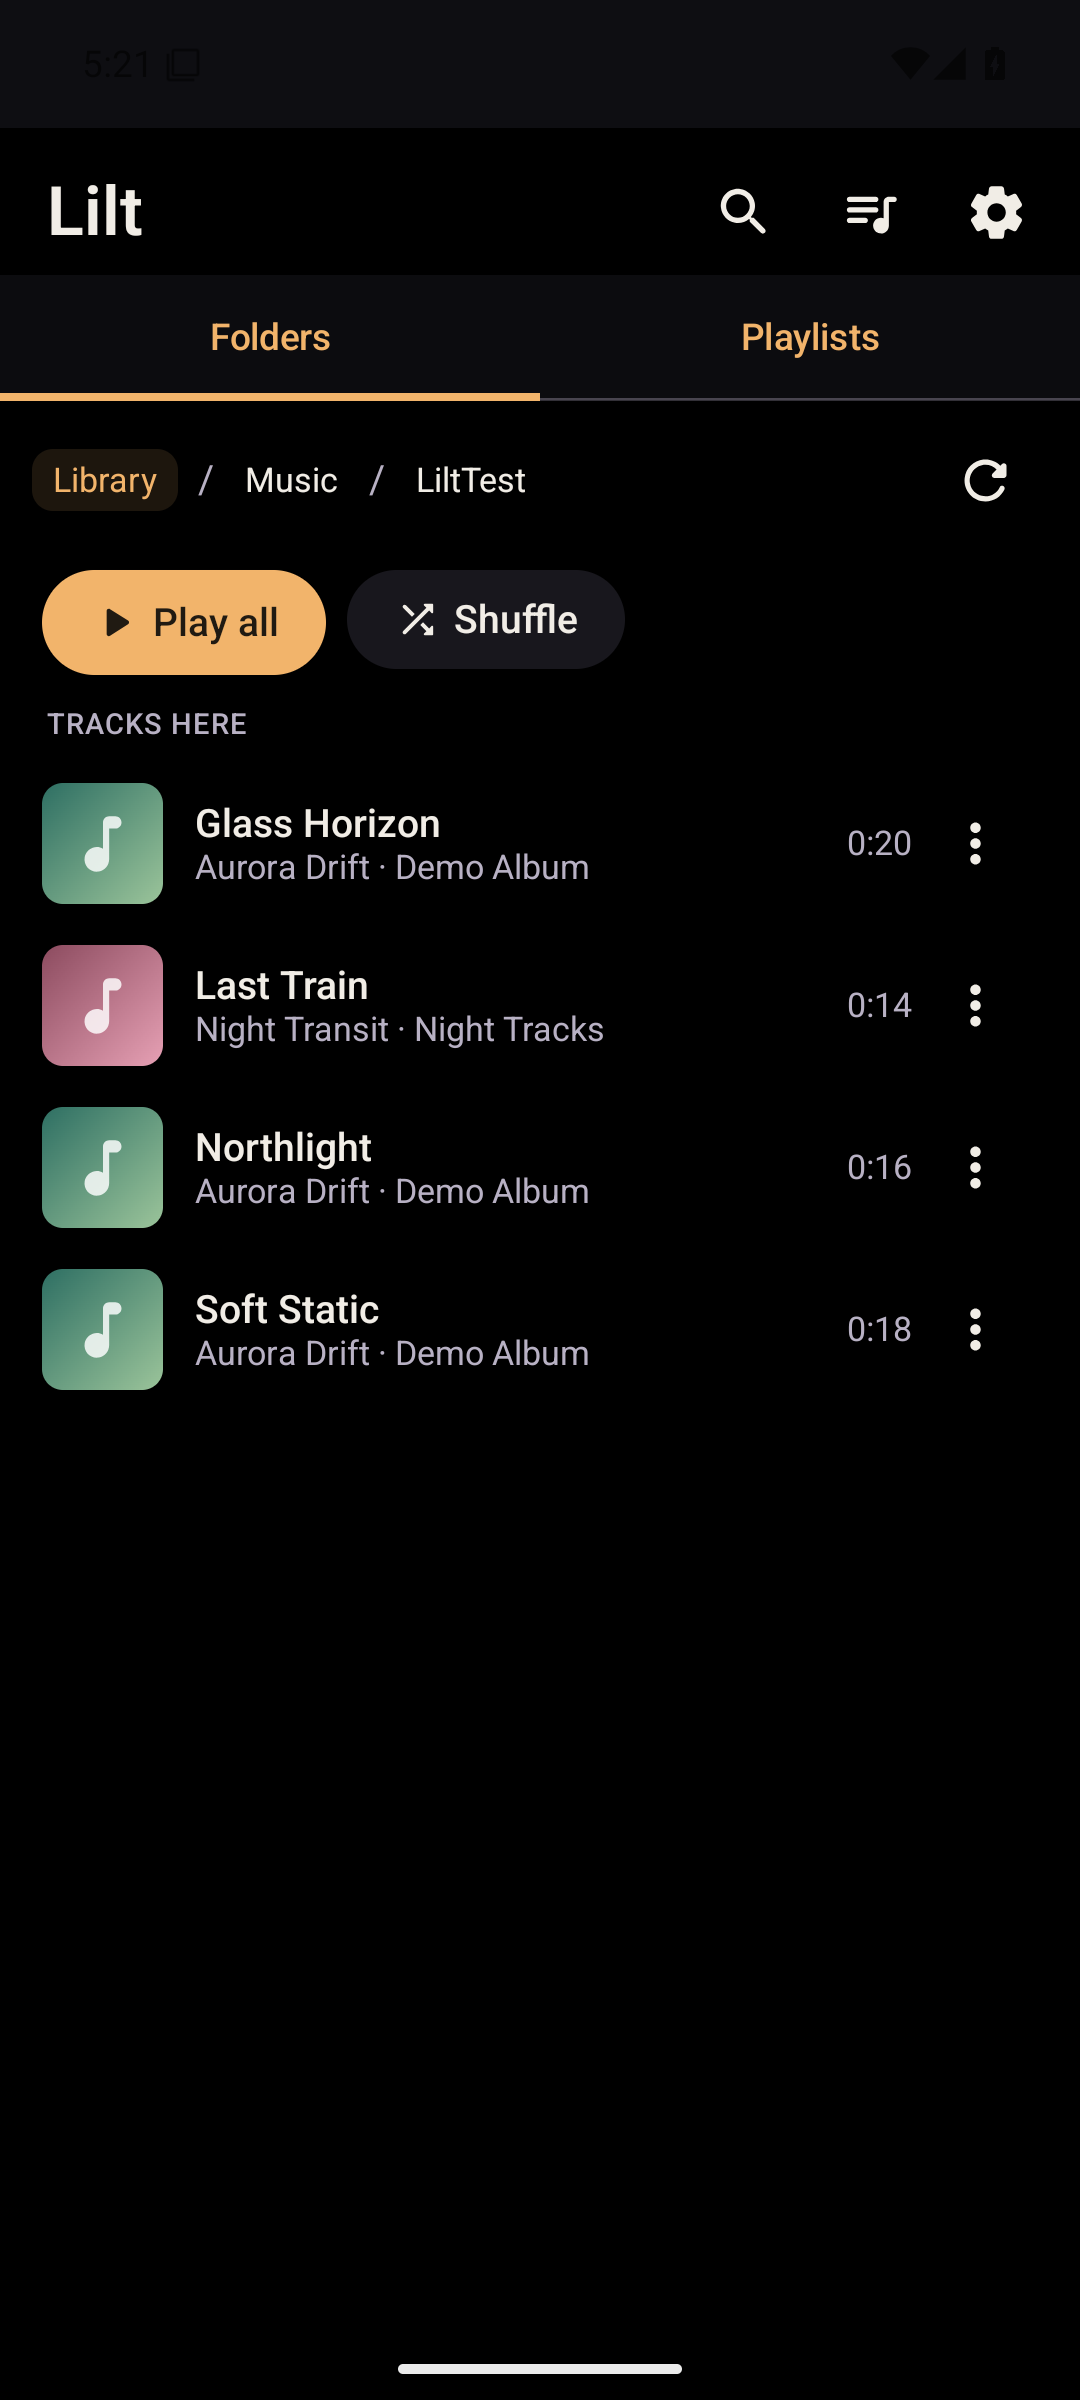 5:21
Lilt
Folders
Playlists
Library / Music / LiltTest
Play all
Shuffle
TRACKS HERE
Glass Horizon
Aurora Drift · Demo Album
0:20
Last Train
Night Transit · Night Tracks
0:14
Northlight
Aurora Drift · Demo Album
0:16
Soft Static
Aurora Drift · Demo Album
0:18